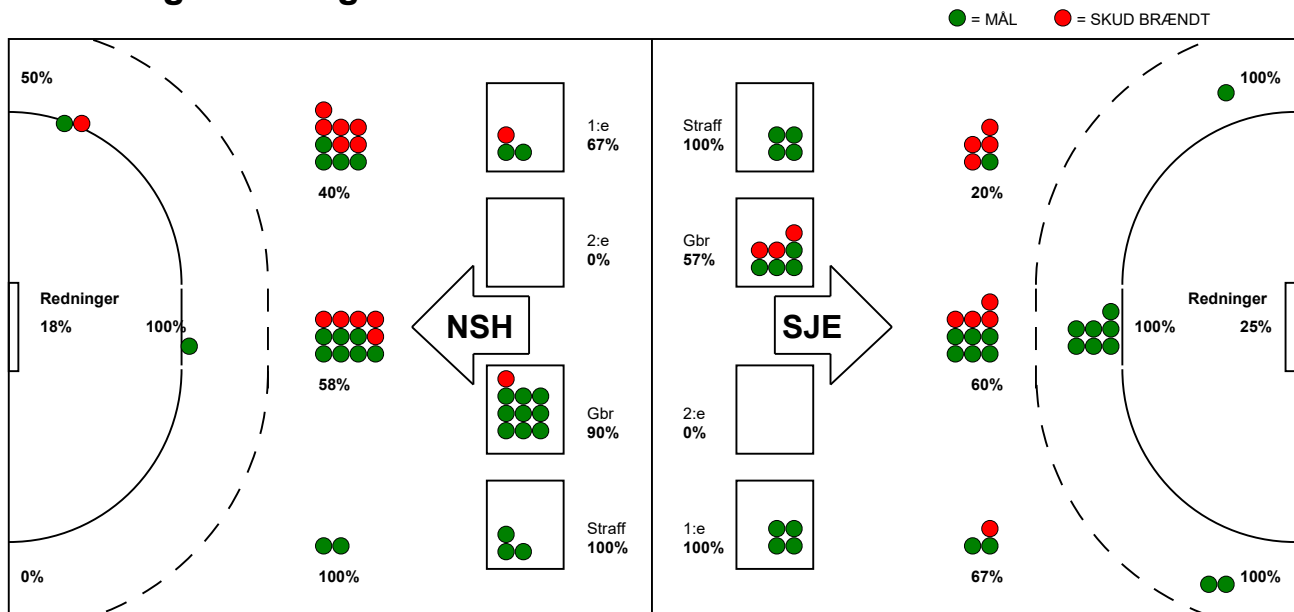 = MÅL
= SKUD BRÆNDT
50%
40%
1:e
67%
2:e
0%
Redninger
18%
100%
NSH
58%
Gbr
90%
Straff
100%
0%
100%
Straff
100%
20%
100%
Gbr
57%
SJE
60%
100%
Redninger
25%
2:e
0%
1:e
100%
67%
100%